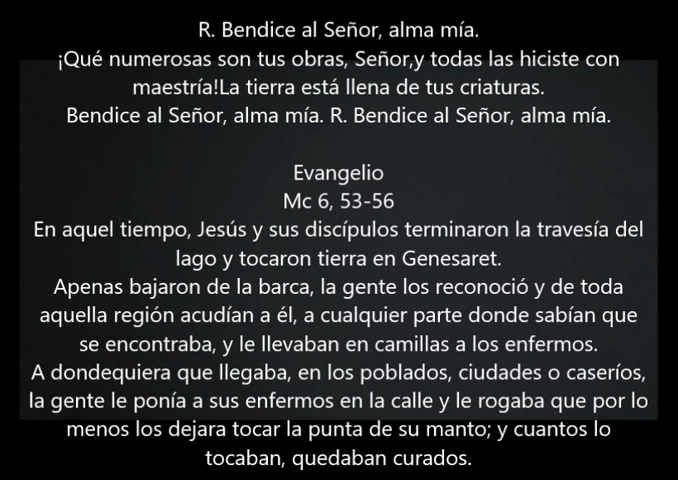 R. Bendice al Señor, alma mía.
¡Qué numerosas son tus obras, Señor,y todas las hiciste con
maestría!La tierra está llena de tus criaturas.
Bendice al Señor, alma mía. R. Bendice al Señor, alma mía.
Evangelio
Mc 6, 53-56
En aquel tiempo, Jesús y sus discípulos terminaron la travesía del
lago y tocaron tierra en Genesaret.
Apenas bajaron de la barca, la gente los reconoció y de toda
aquella región acudían a él, a cualquier parte donde sabían que
se encontraba, y le llevaban en camillas a los enfermos.
A dondequiera que llegaba, en los poblados, ciudades o caseríos,
la gente le ponía a sus enfermos en la calle y le rogaba que por lo
menos los dejara tocar la punta de su manto; y cuantos lo
tocaban, quedaban curados.